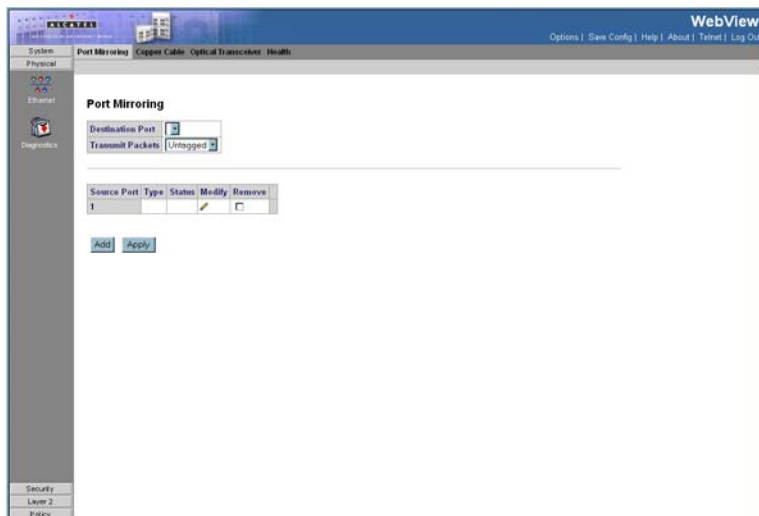 ALCATEL
WebView
Options | Save Config | Help | About | Telnet | Log Out
System
Physical
Ethernet
Diagnostics
Port Mirroring Copper Cable Optical Transceiver Health
Port Mirroring
Destination Port
Transmit Packets Untagged
Source Port Type Status Modify Remove
1
Add Apply
Security
Layer 2
Policy